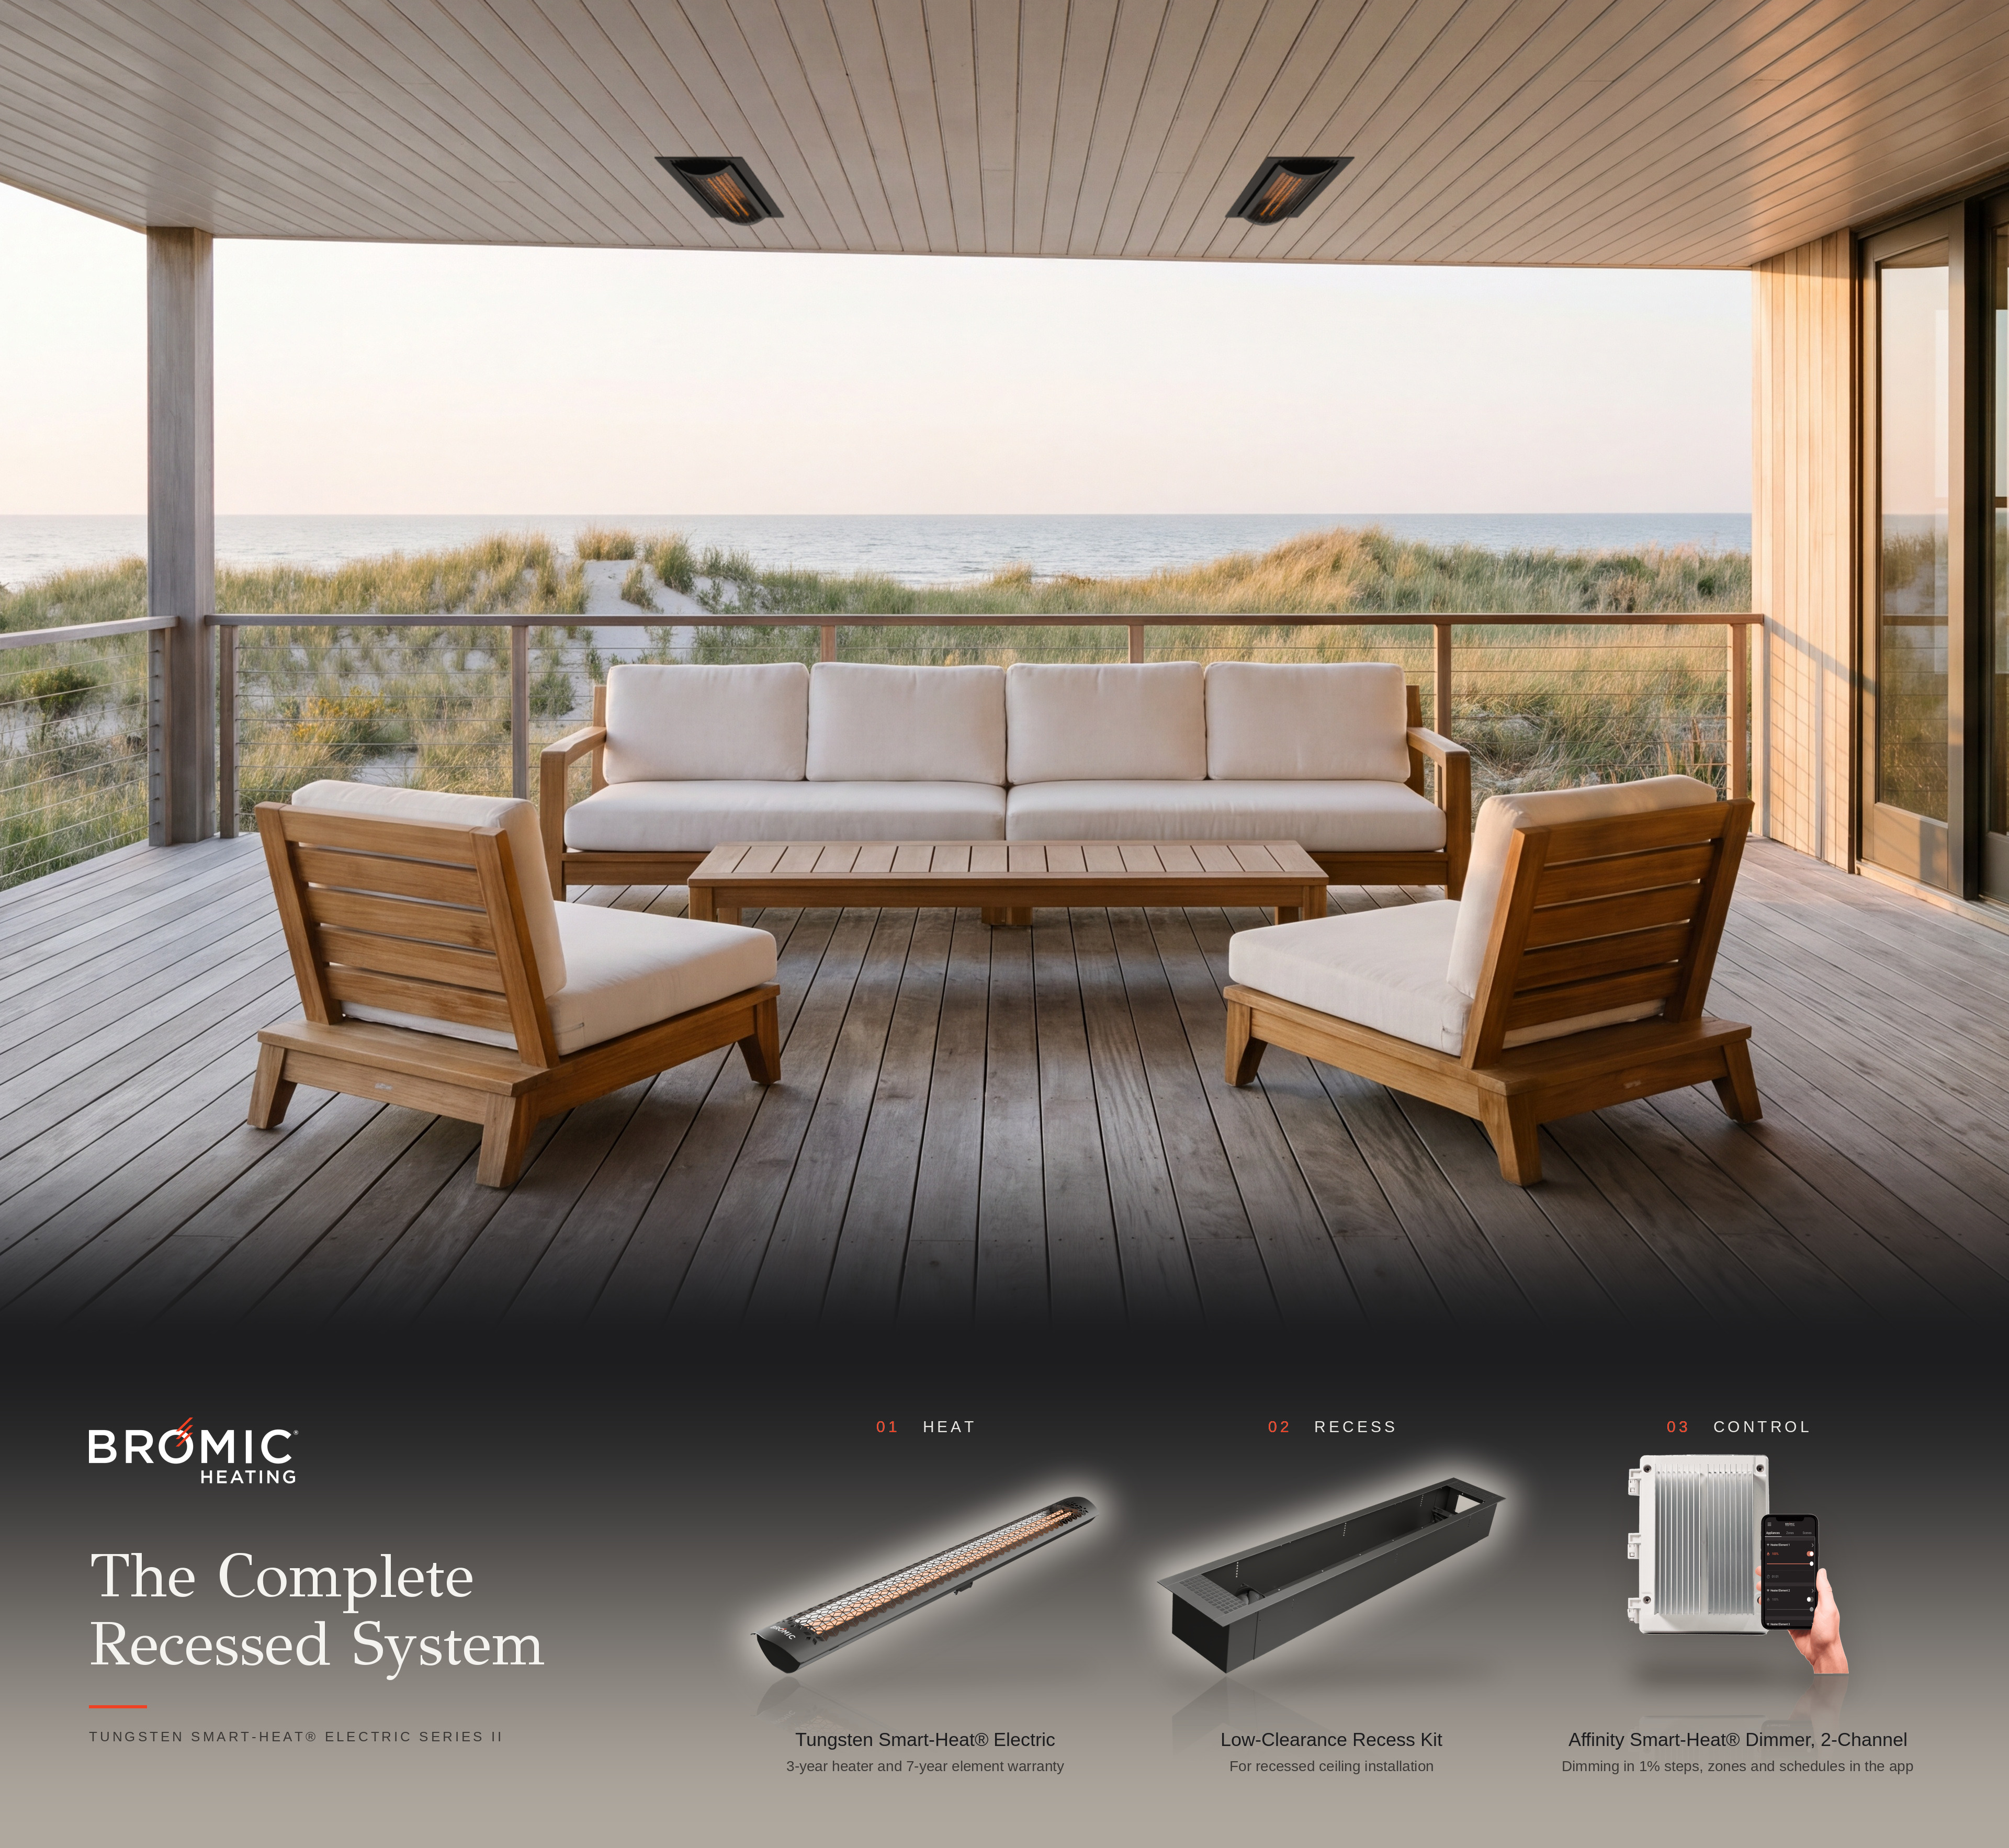 BROMIC®
HEATING
The Complete
Recessed System
TUNGSTEN SMART-HEAT® ELECTRIC SERIES II
01 HEAT
BROMIC
Tungsten Smart-Heat® Electric
3-year heater and 7-year element warranty
02 RECESS
Low-Clearance Recess Kit
For recessed ceiling installation
03 CONTROL
Affinity Smart-Heat® Dimmer, 2-Channel
Dimming in 1% steps, zones and schedules in the app